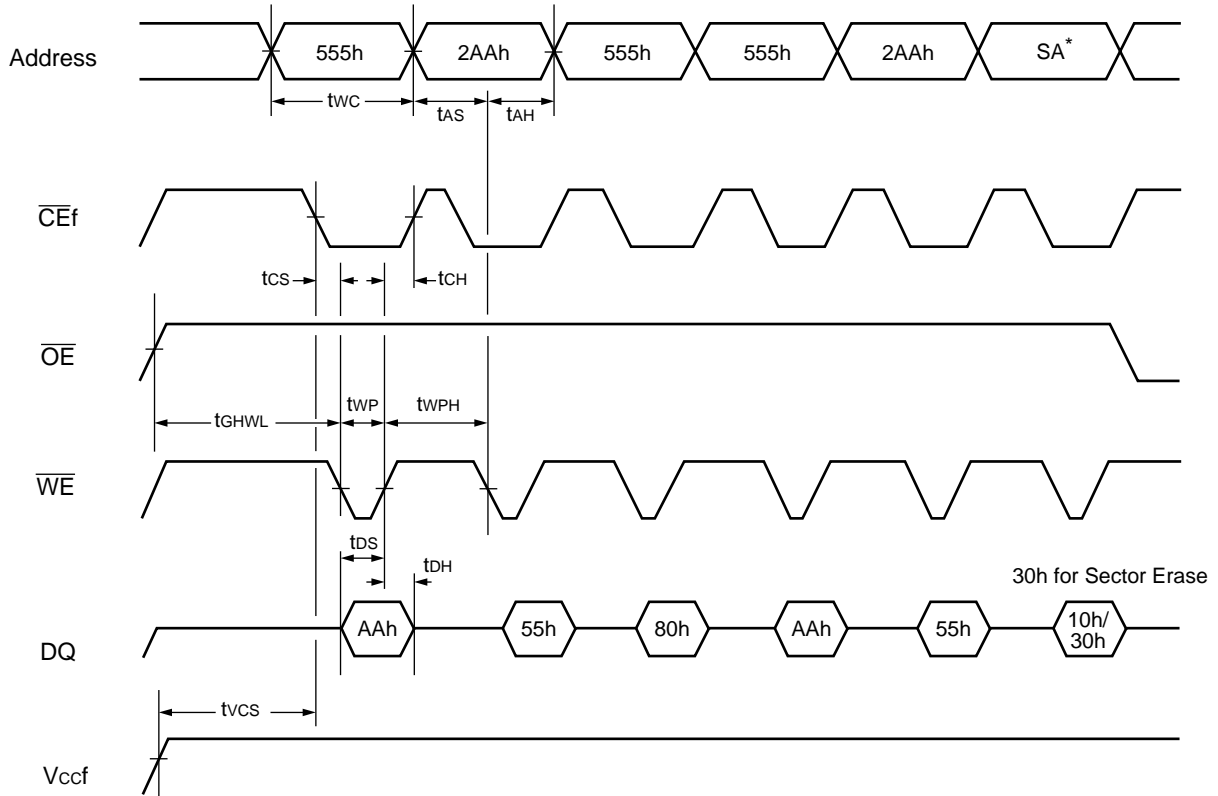 Address
555h
2AAh
555h
555h
2AAh
SA*
tWC
tAS
tAH
CEf
tCS
tCH
OE
tGHWL
tWP
tWPH
WE
tDS
tDH
30h for Sector Erase
DQ
AAh
55h
80h
AAh
55h
10h/
30h
tVCS
VCCf